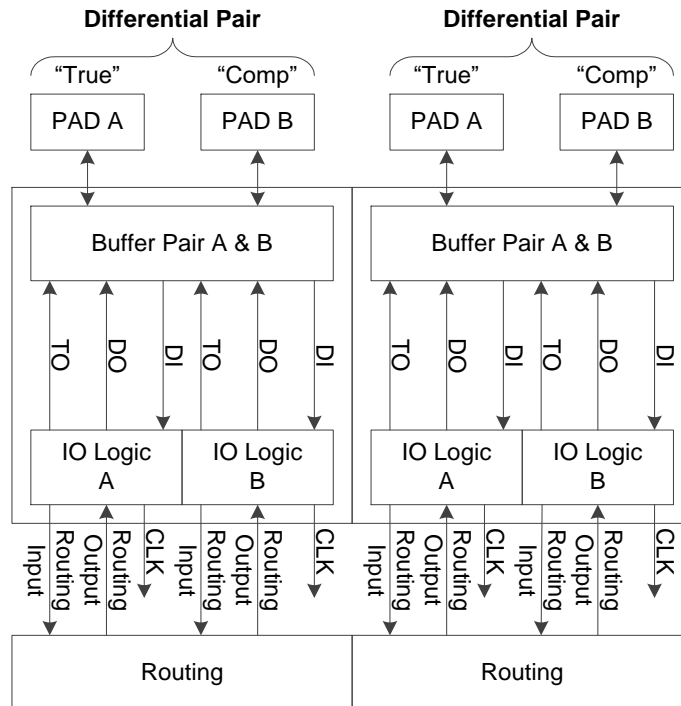 Differential Pair Differential Pair
“True” “Comp” “True” “Comp”
PAD A PAD B PAD A PAD B
Buffer Pair A & B Buffer Pair A & B
TO DO DI TO DO DI TO DO DI TO DO DI
IO Logic IO Logic IO Logic IO Logic
A B A B
Routing Input Routing Output CLK Routing Input Routing Output CLK Routing Input Routing Output CLK Routing Input Routing Output CLK
Routing Routing